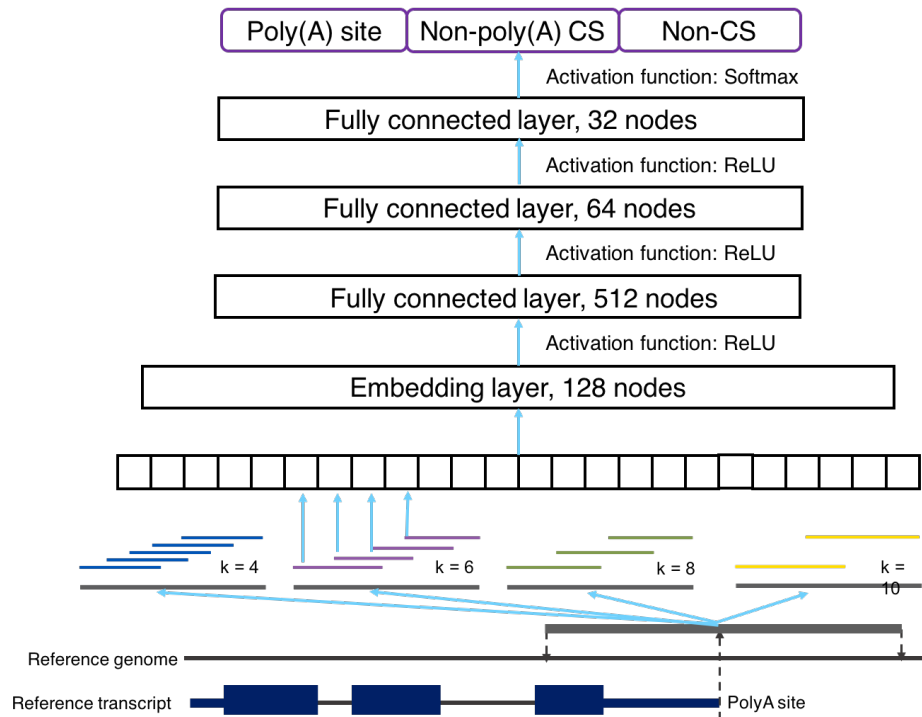 Poly(A) site Non-poly(A) CS Non-CS
Activation function: Softmax
Fully connected layer, 32 nodes
Activation function: ReLU
Fully connected layer, 64 nodes
Activation function: ReLU
Fully connected layer, 512 nodes
Activation function: ReLU
Embedding layer, 128 nodes
k = 4 k = 6 k = 8 k =
10
Reference genome
Reference transcript PolyA site